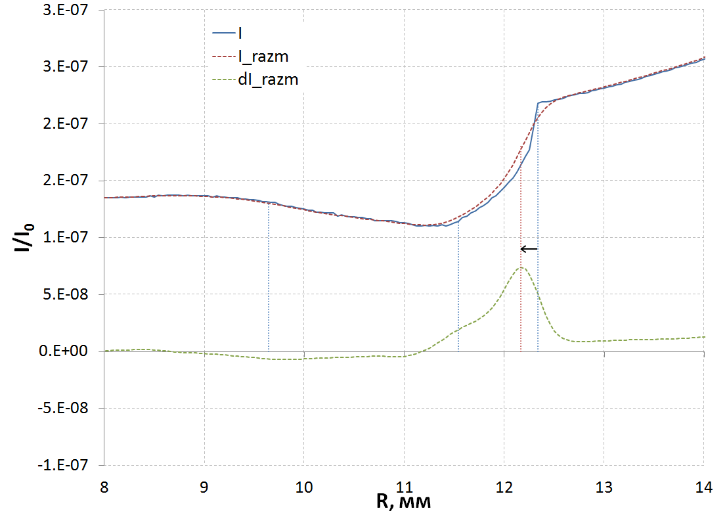 3.E-07
3.E-07
2.E-07
2.E-07
1.E-07
5.E-08
0.E+00
-5.E-08
-1.E-07
I/I₀
I
I_razm
dI_razm
8 9 10 11 12 13 14
R, мм